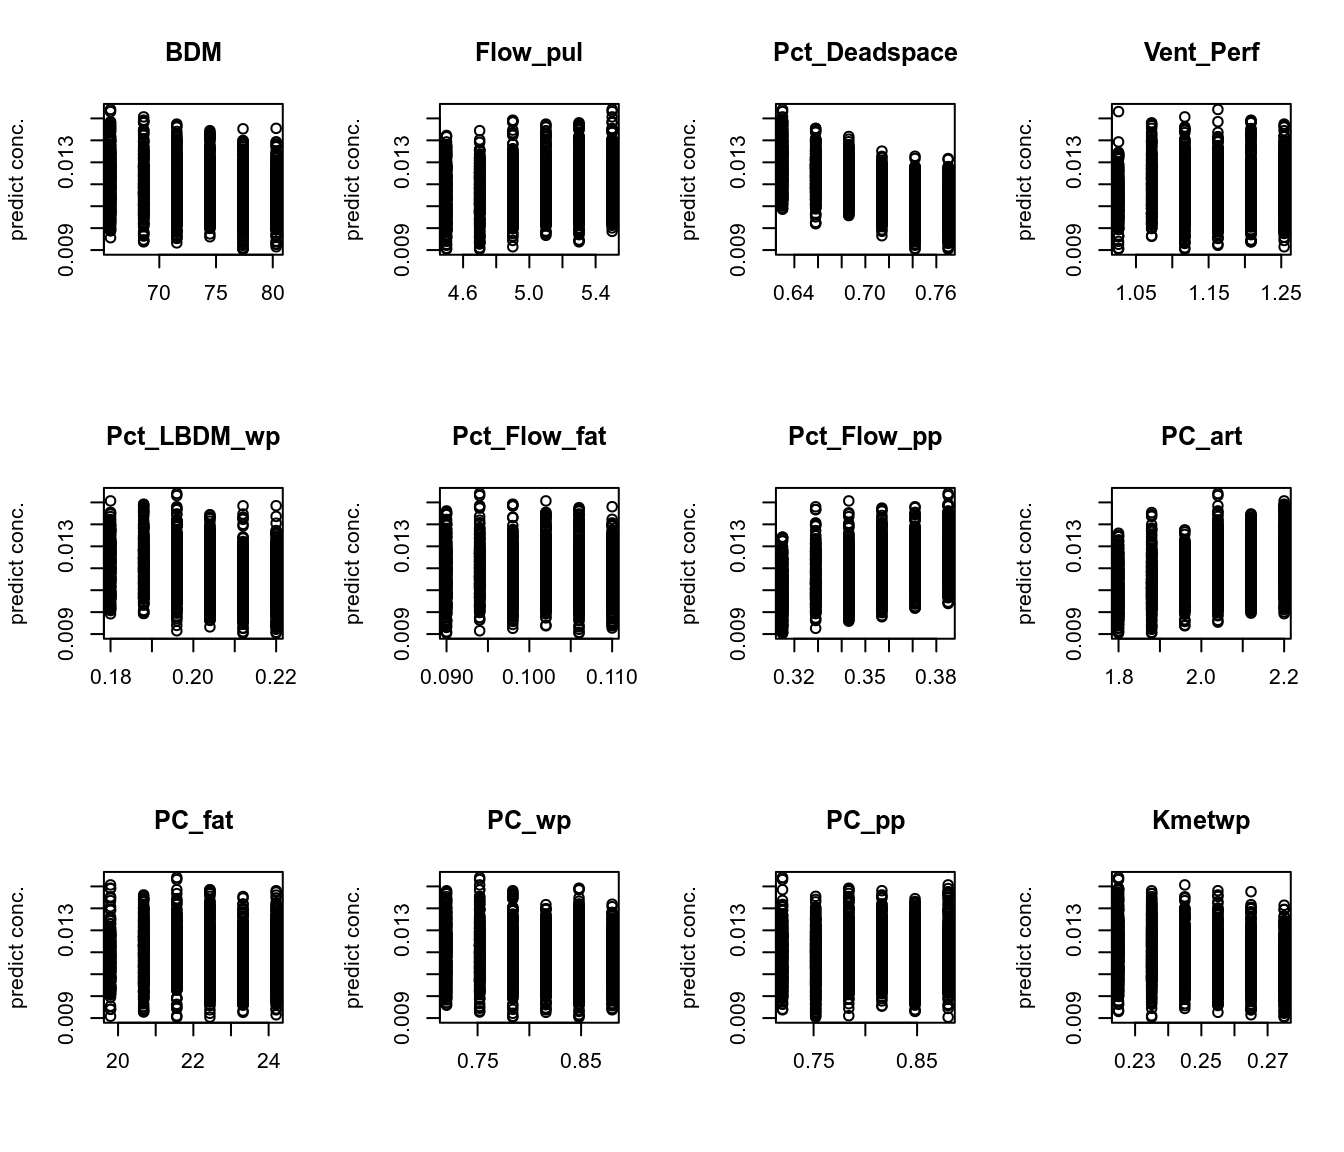 BDM
Flow_pul
Pct_Deadspace
Vent_Perf
predict conc.
0.009 0.013
70 75 80
predict conc.
0.009 0.013
4.6 5.0 5.4
predict conc.
0.009 0.013
0.64 0.70 0.76
predict conc.
0.009 0.013
1.05 1.15 1.25
Pct_LBDM_wp
Pct_Flow_fat
Pct_Flow_pp
PC_art
predict conc.
0.009 0.013
0.18 0.20 0.22
predict conc.
0.009 0.013
0.090 0.100 0.110
predict conc.
0.009 0.013
0.32 0.35 0.38
predict conc.
0.009 0.013
1.8 2.0 2.2
PC_fat
PC_wp
PC_pp
Kmetwp
predict conc.
0.009 0.013
20 22 24
predict conc.
0.009 0.013
0.75 0.85
predict conc.
0.009 0.013
0.75 0.85
predict conc.
0.009 0.013
0.23 0.25 0.27